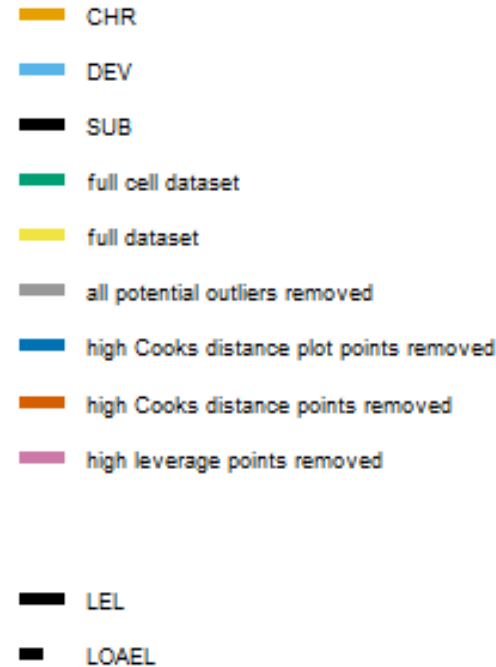 CHR
DEV
SUB
full cell dataset
full dataset
all potential outliers removed
high Cooks distance plot points removed
high Cooks distance points removed
high leverage points removed
LEL
LOAEL